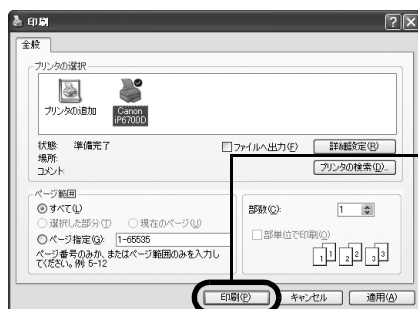 印刷
全般
プリンタの選択
プリンタの追加
Canon
iP6700D
状態: 準備完了
場所:
コメント:
ファイルへ出力(F)
詳細設定(R)
プリンタの検索(D)...
ページ範囲
すべて(L)
選択した部分(T)
現在のページ(U)
ページ指定(G): 1-65535
ページ番号のみか、またはページ範囲のみを入力し
てください。例: 5-12
部数(C): 1
部単位で印刷(O)
1 1 2 2 3 3
印刷(P)
キャンセル
適用(A)